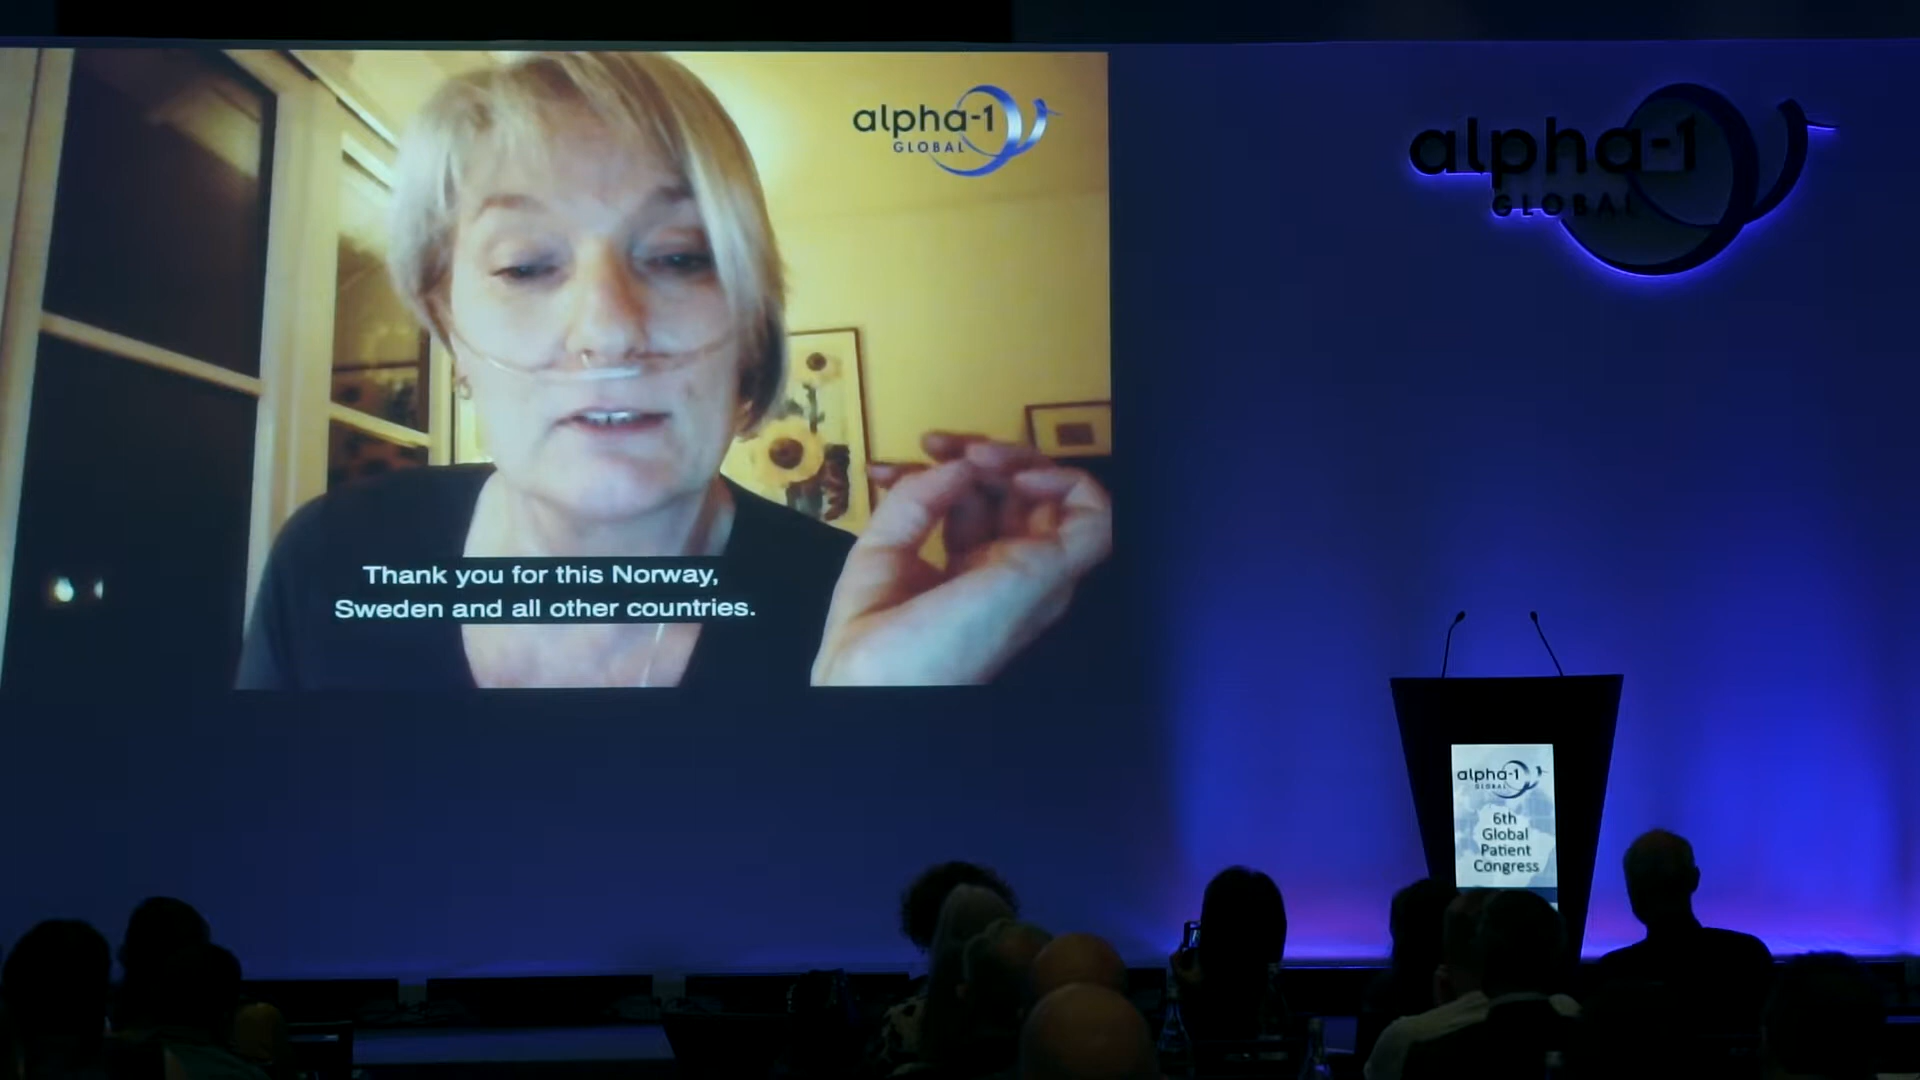 alpha-1
GLOBAL
alpha-1
GLOBAL
Thank you for this Norway,
Sweden and all other countries.
alpha-1
GLOBAL
6th
Global
Patient
Congress